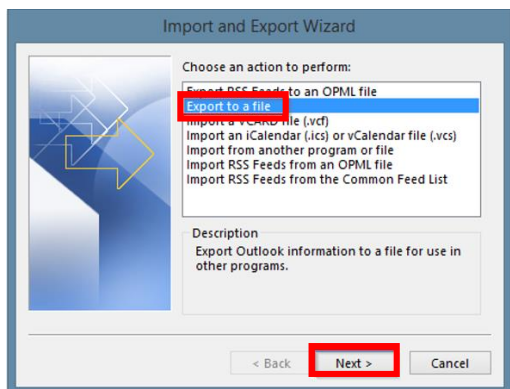 Import and Export Wizard
Choose an action to perform:
Export RSS Feeds to an OPML file
Export to a file
Import a VCARD file (.vcf)
Import an iCalendar (.ics) or vCalendar file (.vcs)
Import from another program or file
Import RSS Feeds from an OPML file
Import RSS Feeds from the Common Feed List
Description
Export Outlook information to a file for use in
other programs.
< Back Next > Cancel